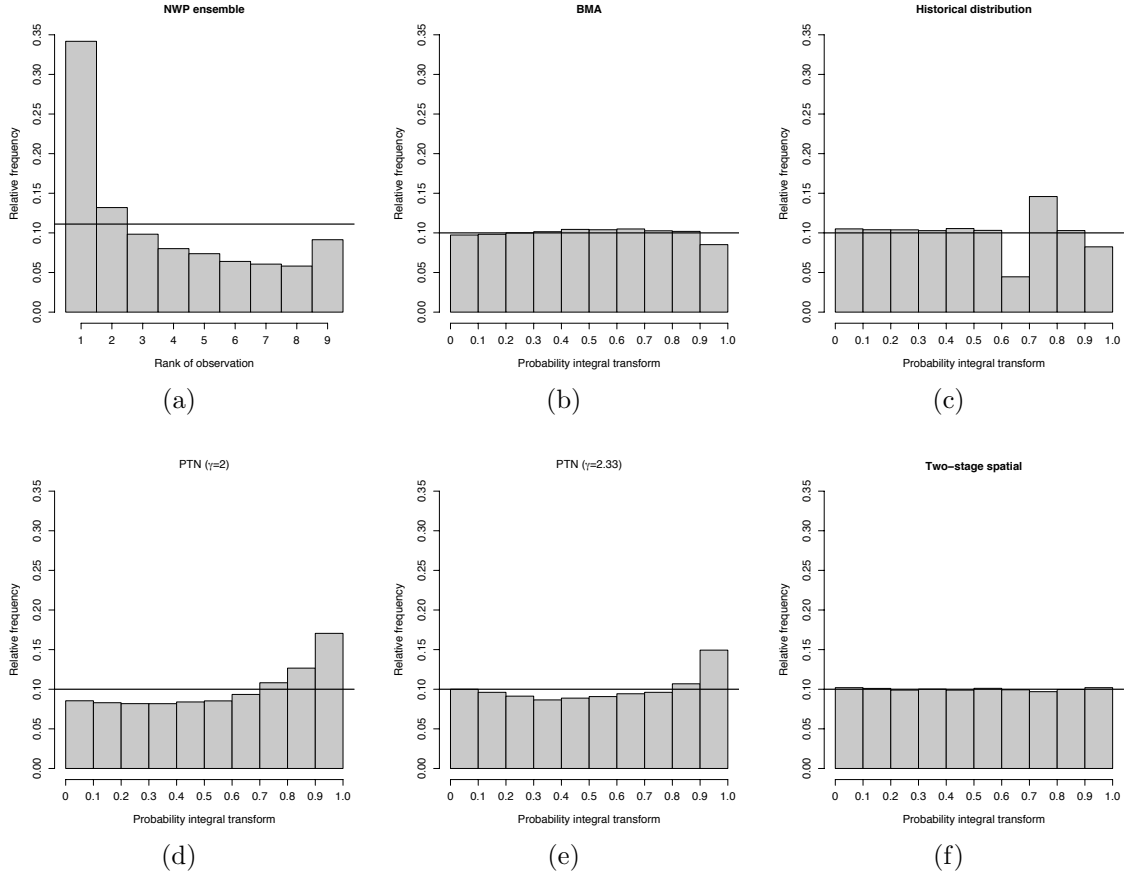 NWP ensemble
0.00 0.05 0.10 0.15 0.20 0.25 0.30 0.35
Relative frequency
1 2 3 4 5 6 7 8 9
Rank of observation
(a)
BMA
0.00 0.05 0.10 0.15 0.20 0.25 0.30 0.35
Relative frequency
0 0.1 0.2 0.3 0.4 0.5 0.6 0.7 0.8 0.9 1.0
Probability integral transform
(b)
Historical distribution
0.00 0.05 0.10 0.15 0.20 0.25 0.30 0.35
Relative frequency
0 0.1 0.2 0.3 0.4 0.5 0.6 0.7 0.8 0.9 1.0
Probability integral transform
(c)
PTN (γ=2)
0.00 0.05 0.10 0.15 0.20 0.25 0.30 0.35
Relative frequency
0 0.1 0.2 0.3 0.4 0.5 0.6 0.7 0.8 0.9 1.0
Probability integral transform
(d)
PTN (γ=2.33)
0.00 0.05 0.10 0.15 0.20 0.25 0.30 0.35
Relative frequency
0 0.1 0.2 0.3 0.4 0.5 0.6 0.7 0.8 0.9 1.0
Probability integral transform
(e)
Two−stage spatial
0.00 0.05 0.10 0.15 0.20 0.25 0.30 0.35
Relative frequency
0 0.1 0.2 0.3 0.4 0.5 0.6 0.7 0.8 0.9 1.0
Probability integral transform
(f)